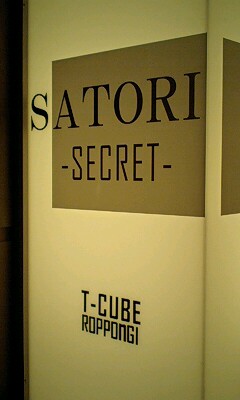 SATORI
-SECRET-
T-CUBE
ROPPONGI